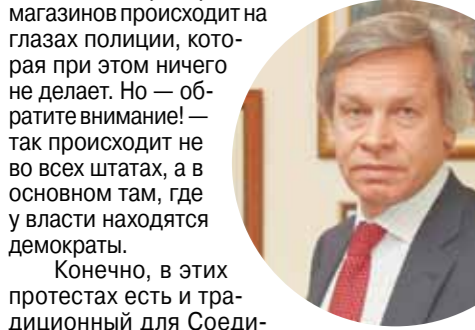 магазинов происходит на
глазах полиции, кото-
рая при этом ничего
не делает. Но — об-
ратите внимание! —
так происходит не
во всех штатах, а в
основном там, где
у власти находятся
демократы.
Конечно, в этих
протестах есть и тра-
диционный для Соеди-